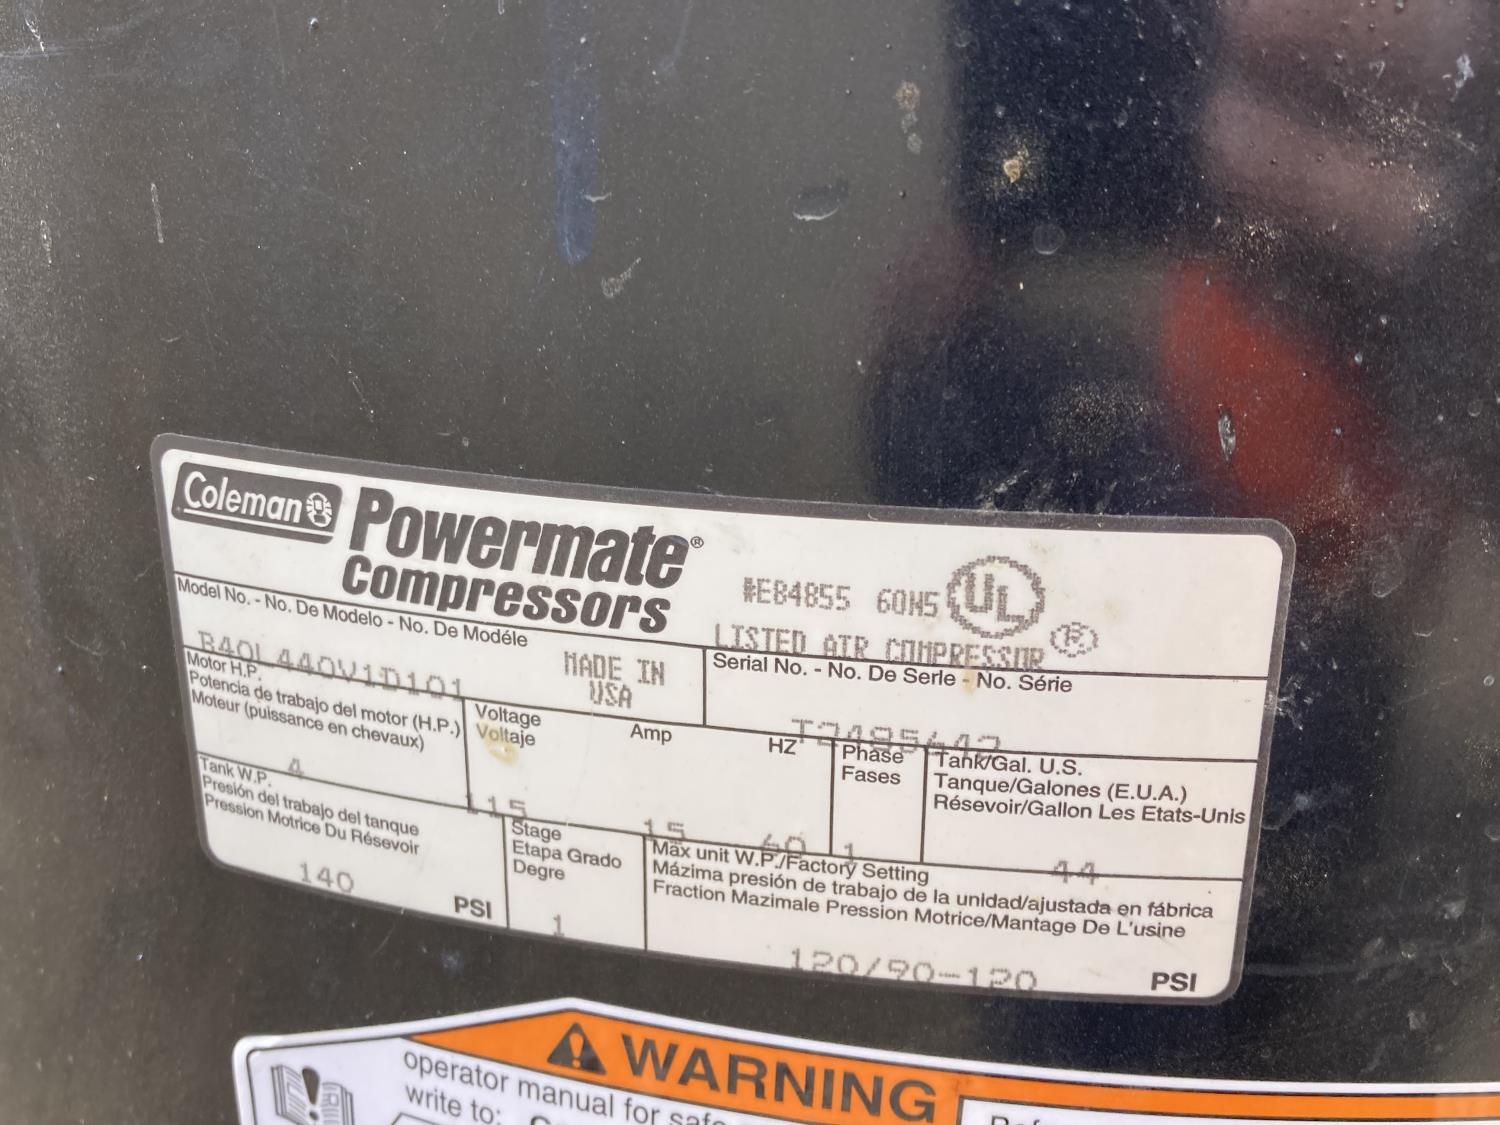 Coleman
Powermate®
compressors
#E84855 60H5 UL ®
LISTED AIR COMPRESSOR
Model No. - No. De Modelo - No. De Modéle
B40L440V1D101
MADE IN
USA
Serial No. - No. De Serle - No. Série
T3485642
Motor H.P.
Potencia de trabajo del motor (H.P.)
Moteur (puissance en chevaux)
4
Voltage
Voltaje
115
Amp
15
HZ
60
Phase
Fases
1
Tank/Gal. U.S.
Tanque/Galones (E.U.A.)
Résevoir/Gallon Les Etats-Unis
44
Tank W.P.
Presión del trabajo del tanque
Pression Motrice Du Résevoir
140
PSI
Stage
Etapa Grado
Degre
1
Max unit W.P./Factory Setting
Mázima presión de trabajo de la unidad/ajustada en fábrica
Fraction Mazimale Pression Motrice/Mantage De L'usine
120/90-120
PSI
WARNING
operator manual for
write to: